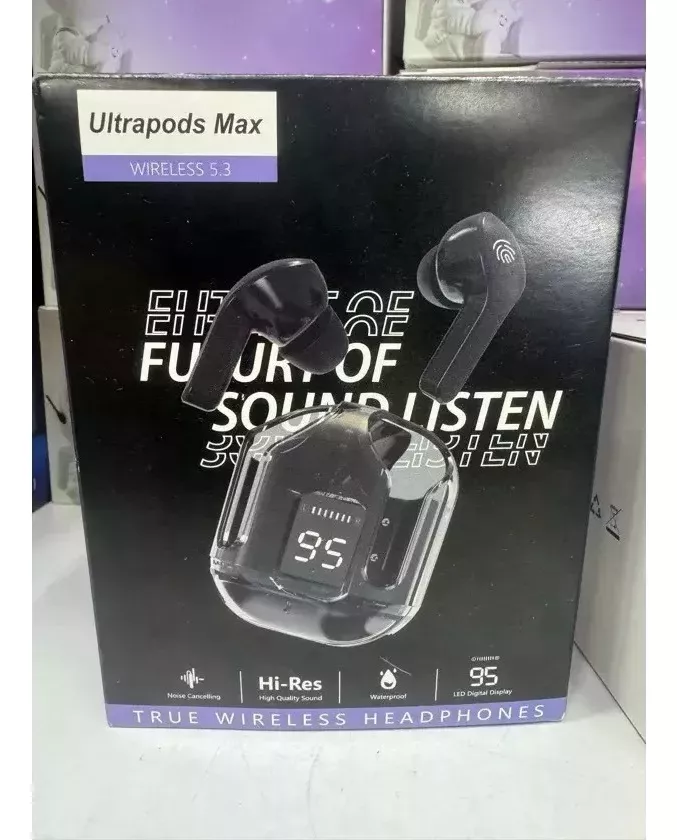 Ultrapods Max
WIRELESS 5.3
FUTURY OF
SOUND LISTEN
95
Noise Cancelling
Hi-Res
High Quality Sound
Waterproof
95
LED Digital Display
TRUE WIRELESS HEADPHONES